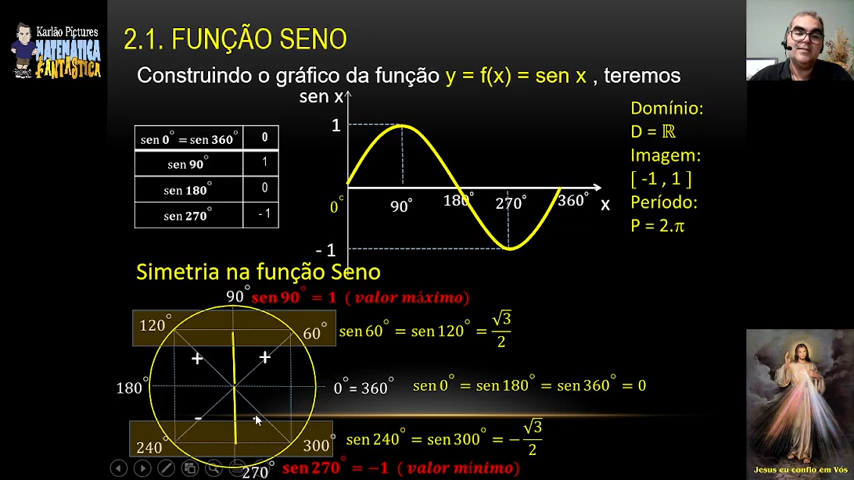 Karlão Pictures
MATEMÁTICA
FANTÁSTICA
2.1. FUNÇÃO SENO
Construindo o gráfico da função y = f(x) = sen x , teremos
sen x
1
0°
90°
180°
270°
360°
x
- 1
sen 0° = sen 360° 0
sen 90° 1
sen 180° 0
sen 270° - 1
Domínio:
D = ℝ
Imagem:
[ -1 , 1 ]
Período:
P = 2.π
Simetria na função Seno
90° sen 90° = 1 ( valor máximo)
120°
60°
sen 60° = sen 120° = √3/2
+ +
180°
0°= 360°
sen 0° = sen 180° = sen 360° = 0
-
240°
300°
sen 240° = sen 300° = −√3/2
270° sen 270° = −1 ( valor mínimo)
Jesus eu confio em Vós